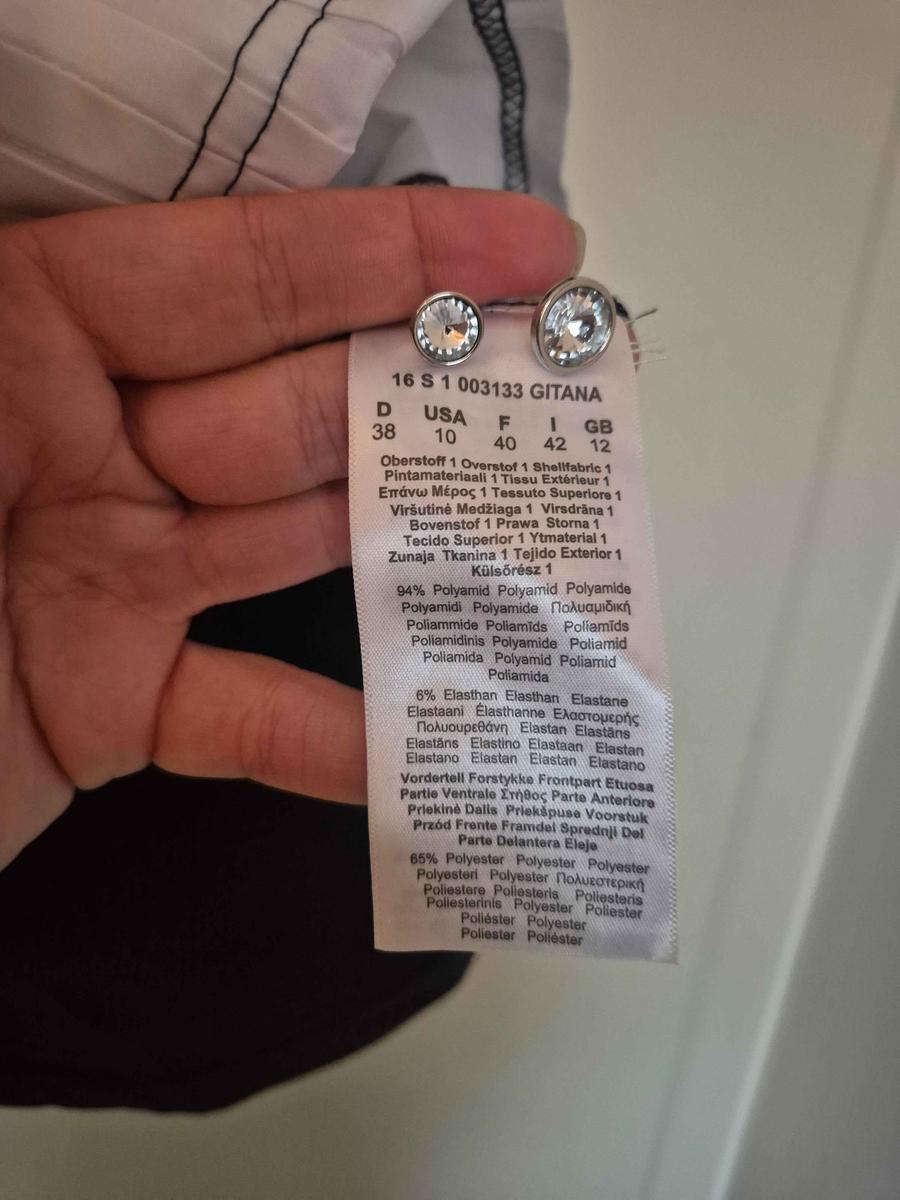 16 S 1 003133 GITANA
D USA F I GB
38 10 40 42 12
Oberstoff 1 Overstof 1 Shellfabric 1
Pintamateriaali 1 Tissu Extérieur 1
Επάνω Μέρος 1 Tessuto Superiore 1
Viršutinė Medžiaga 1 Virsdrāna 1
Bovenstof 1 Prawa Storna 1
Tecido Superior 1 Ytmaterial 1
Zunaja Tkanina 1 Tejido Exterior 1
Külsőrész 1
94% Polyamid Polyamid Polyamide
Polyamidi Polyamide Πολυαμιδική
Poliammide Poliamīds Poliamīds
Poliamidinis Polyamide Poliamid
Poliamida Polyamid Poliamid
Poliamida
6% Elasthan Elasthan Elastane
Elastaani Élasthanne Ελαστομερής
Πολυουρεθάνη Elastan Elastāns
Elastāns Elastino Elastaan Elastan
Elastano Elastan Elastan Elastano
Vorderteil Forstykke Frontpart Etuosa
Partie Ventrale Στήθος Parte Anteriore
Priekinė Dalis Priekšpuse Voorstuk
Przód Frente Framdel Sprednji Del
Parte Delantera Eleje
65% Polyester Polyester Polyester
Polyesteri Polyester Πολυεστερική
Poliestere Poliesteris Poliesteris
Poliesterinis Polyester Poliester
Poliéster Polyester
Poliester Poliéster